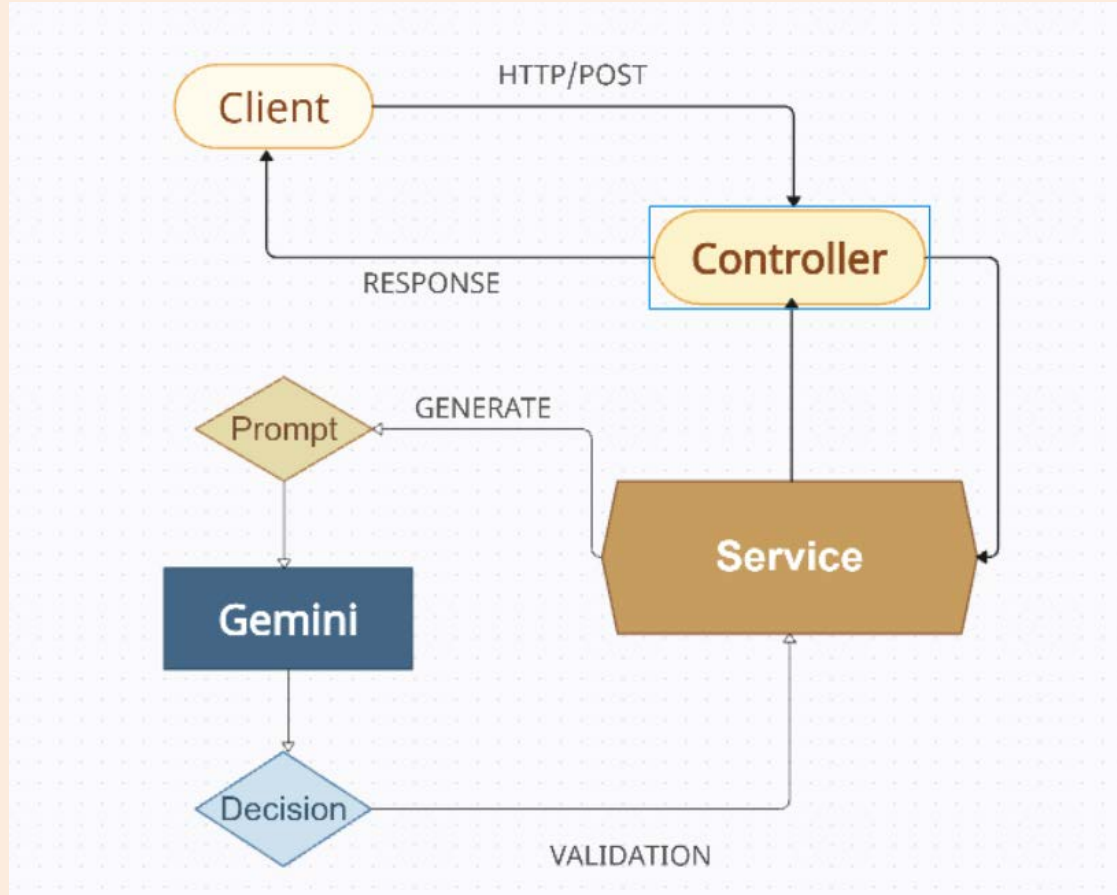 HTTP/POST
Client
Controller
RESPONSE
GENERATE
Prompt
Service
Gemini
Decision
VALIDATION